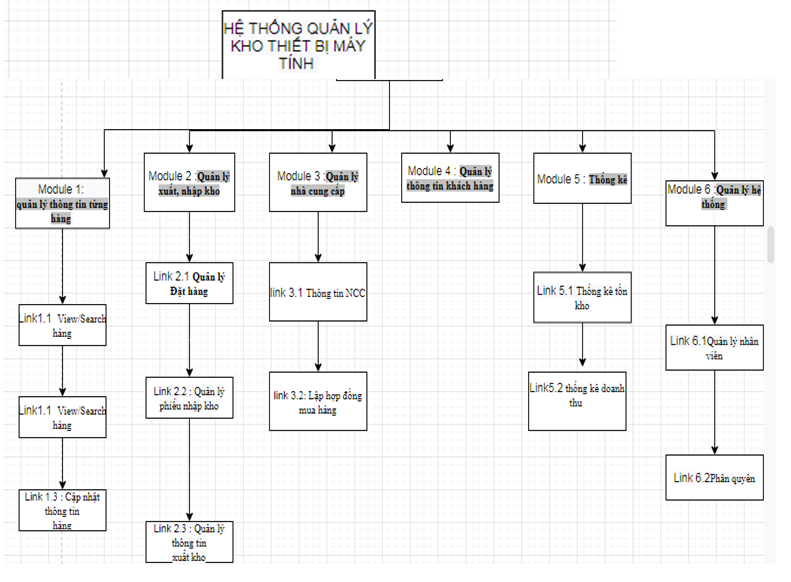 HỆ THỐNG QUẢN LÝ
KHO THIẾT BỊ MÁY
TÍNH
Module 1:
quản lý thông tin từng
hàng
Link1.1 View/Search
hàng
Link1.1 View/Search
hàng
Link 1.3 : Cập nhật
thông tin
hàng
Module 2 :Quản lý
xuất, nhập kho
Link 2.1 Quản lý
Đặt hàng
Link 2.2 : Quản lý
phiếu nhập kho
Link 2.3 : Quản lý
thông tin
xuất kho
Module 3 :Quản lý
nhà cung cấp
link 3.1 Thông tin NCC
link 3.2: Lập hợp đồng
mua hàng
Module 4 : Quản lý
thông tin khách hàng
Module 5 : Thống kê
Link 5.1 Thống kê tồn
kho
Link5.2 thống kê doanh
thu
Module 6 :Quản lý hệ
thống
Link 6.1Quản lý nhân
viên
Link 6.2Phân quyền